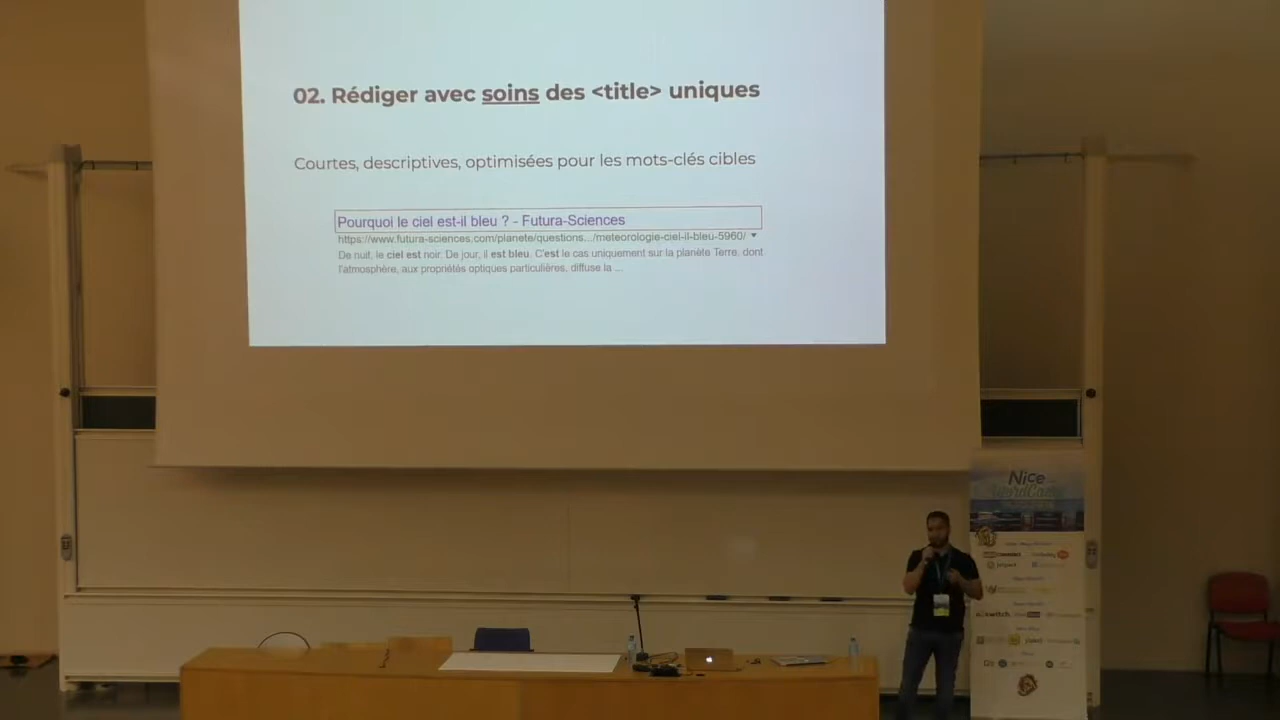 02. Rédiger avec soins des <title> uniques
Courtes, descriptives, optimisées pour les mots-clés cibles
Pourquoi le ciel est-il bleu ? - Futura-Sciences
https://www.futura-sciences.com/planete/questions.../meteorologie-ciel-il-bleu-5960/
De nuit, le ciel est noir. De jour, il est bleu. C'est le cas uniquement sur la planète Terre, dont
l'atmosphère, aux propriétés optiques particulières, diffuse la ...
Nice
WordCamp
jetpack